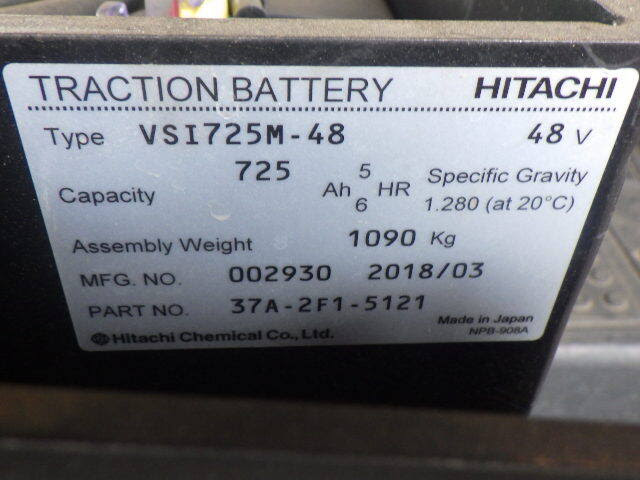 TRACTION BATTERY HITACHI
Type VSI725M-48 48 V
Capacity 725 Ah 5 HR Specific Gravity
6 1.280 (at 20°C)
Assembly Weight 1090 Kg
MFG. NO. 002930 2018/03
PART NO. 37A-2F1-5121
Hitachi Chemical Co., Ltd. Made in Japan
NPB-908A